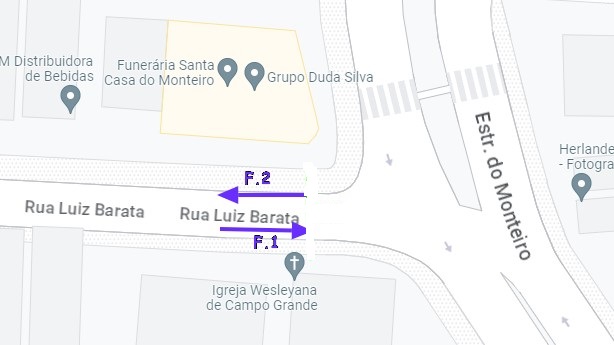 M Distribuidora
de Bebidas
Funerária Santa
Casa do Monteiro
Grupo Duda Silva
Estr. do Monteiro
Herlande
- Fotogra
F.2
Rua Luiz Barata
Rua Luiz Barata
F.1
Igreja Wesleyana
de Campo Grande